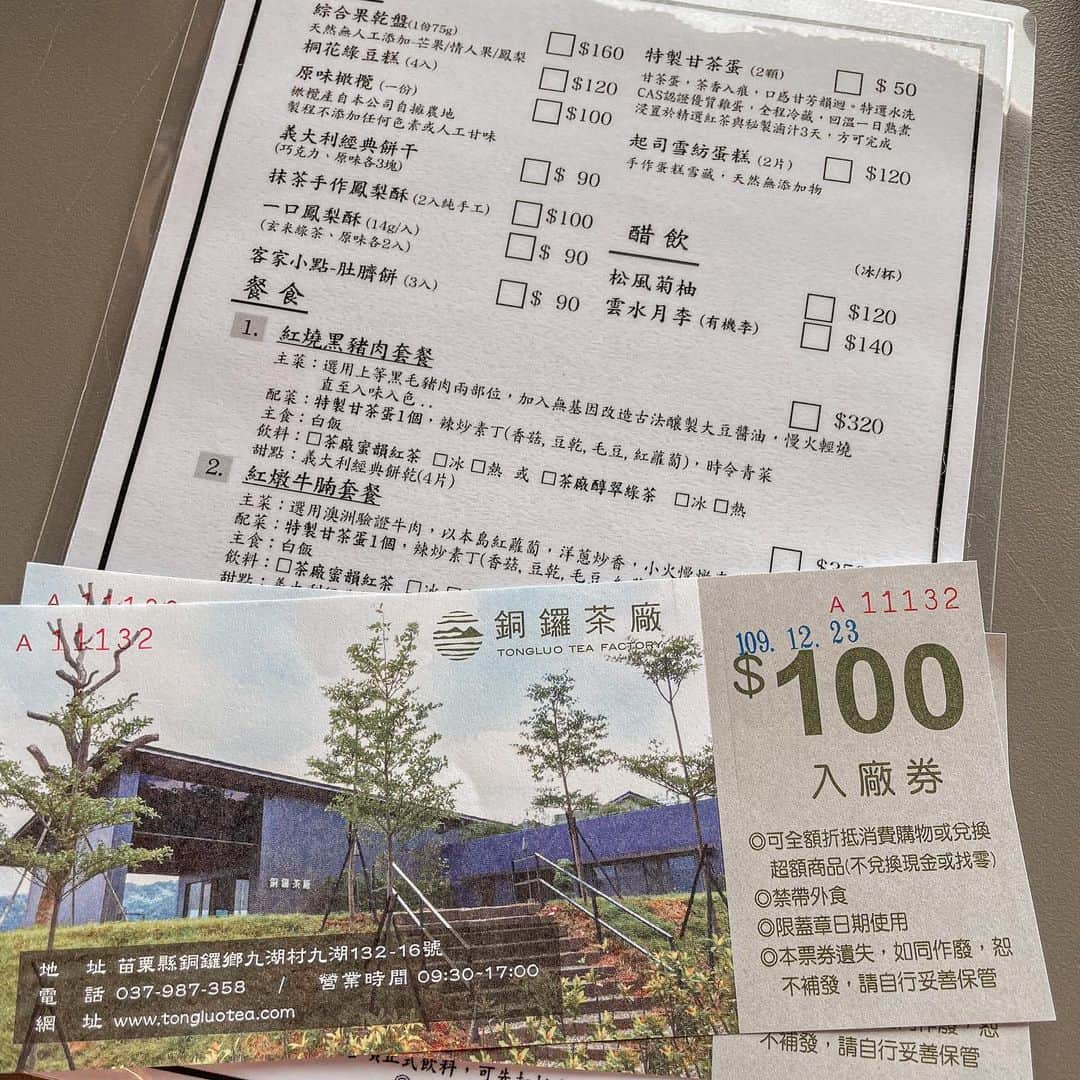 綜合果乾盤(1份75g) $160
天然無人工添加-芒果/情人果/鳳梨
桐花綠豆糕(4入) $120
原味橄欖(一份) $100
橄欖產自本公司自擁農地
製程不添加任何色素或人工甘味
義大利經典餅干 $ 90
(巧克力、原味各3塊)
抹茶手作鳳梨酥(2入純手工) $100
一口鳳梨酥(14g/入) $ 90
(玄米綠茶、原味各2入)
客家小點-肚臍餅(3入) $ 90
特製甘茶蛋(2顆) $ 50
甘茶蛋，茶香入痕，口感甘芳韻迴。特選水洗
CAS認證優質雞蛋，全程冷藏，回溫一日熟煮
浸置於精選紅茶與秘製滷汁3天，方可完成
起司雪紡蛋糕(2片) $120
手作蛋糕雪藏，天然無添加物
醋飲
(冰/杯)
松風菊柚 $120
雲水月李(有機李) $140
餐食
1. 紅燒黑豬肉套餐 $320
主菜：選用上等黑毛豬肉兩部位，加入無基因改造古法釀製大豆醬油，慢火輕燒
直至入味入色..
配菜：特製甘茶蛋1個，辣炒素丁(香菇,豆乾,毛豆,紅蘿蔔)，時令青菜
主食：白飯
飲料：□茶廠蜜韻紅茶 □冰 □熱 或 □茶廠醇翠綠茶 □冰 □熱
甜點：義大利經典餅乾(4片)
2. 紅燉牛腩套餐
主菜：選用澳洲驗證牛肉，以本島紅蘿蔔，洋蔥炒香，小火慢燉
配菜：特製甘茶蛋1個，辣炒素丁(香菇,豆乾,毛豆
主食：白飯
飲料：□茶廠蜜韻紅茶 □冰
甜點：義大利經典餅
A 11132
銅鑼茶廠
TONGLUO TEA FACTORY
銅鑼茶廠
地 址 苗栗縣銅鑼鄉九湖村九湖132-16號
電 話 037-987-358 / 營業時間 09:30-17:00
網 址 www.tongluotea.com
A 11132
109. 12. 23
$100
入廠券
◎可全額折抵消費購物或兌換
超額商品(不兌換現金或找零)
◎禁帶外食
◎限蓋章日期使用
◎本票券遺失，如同作廢，恕
不補發，請自行妥善保管
不補發，請自行妥善保管